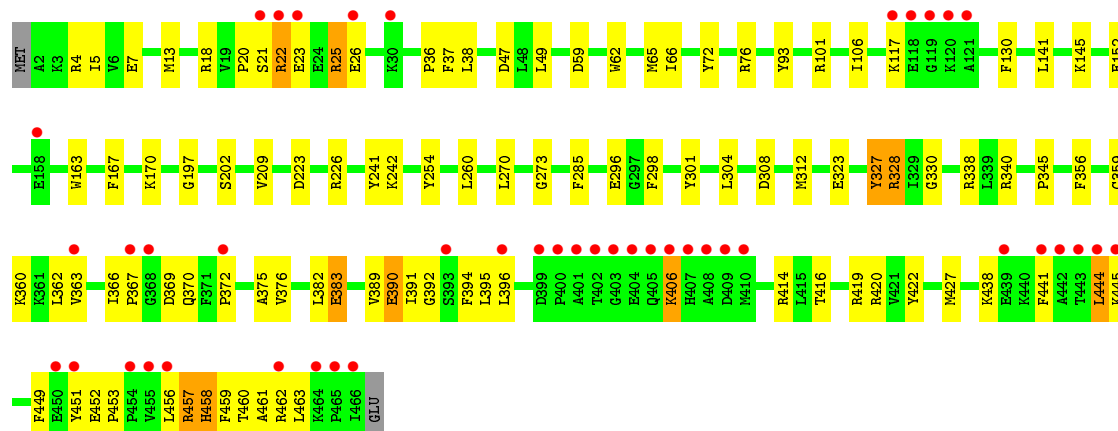 MET A2 K3 R4 I5 V6 E7 M13 R18 V19 P20 S21 R22 E23 E24 R25 E26 K30 P36 F37 L38 D47 L48 L49 D59 W62 M65 I66 Y72 R76 Y93 R101 I106 K117 E118 G119 K120 A121 F130 L141 K145 E152
E158 W163 F167 K170 G197 S202 V209 D223 R226 Y241 K242 Y254 L260 L270 G273 F285 E296 G297 F298 Y301 L304 D308 M312 E323 Y327 R328 I329 G330 R338 L339 R340 P345 F356 G359
K360 K361 L362 V363 I366 P367 G368 D369 Q370 F371 P372 A375 V376 L382 E383 V389 E390 I391 G392 S393 F394 L395 L396 D399 P400 A401 T402 G403 E404 Q405 K406 H407 A408 D409 M410 R414 L415 T416 R419 R420 V421 Y422 M427 K438 E439 K440 F441 A442 T443 L444 K445
F449 E450 Y451 E452 P453 P454 V455 L456 R457 H458 F459 T460 A461 R462 L463 K464 P465 I466 GLU